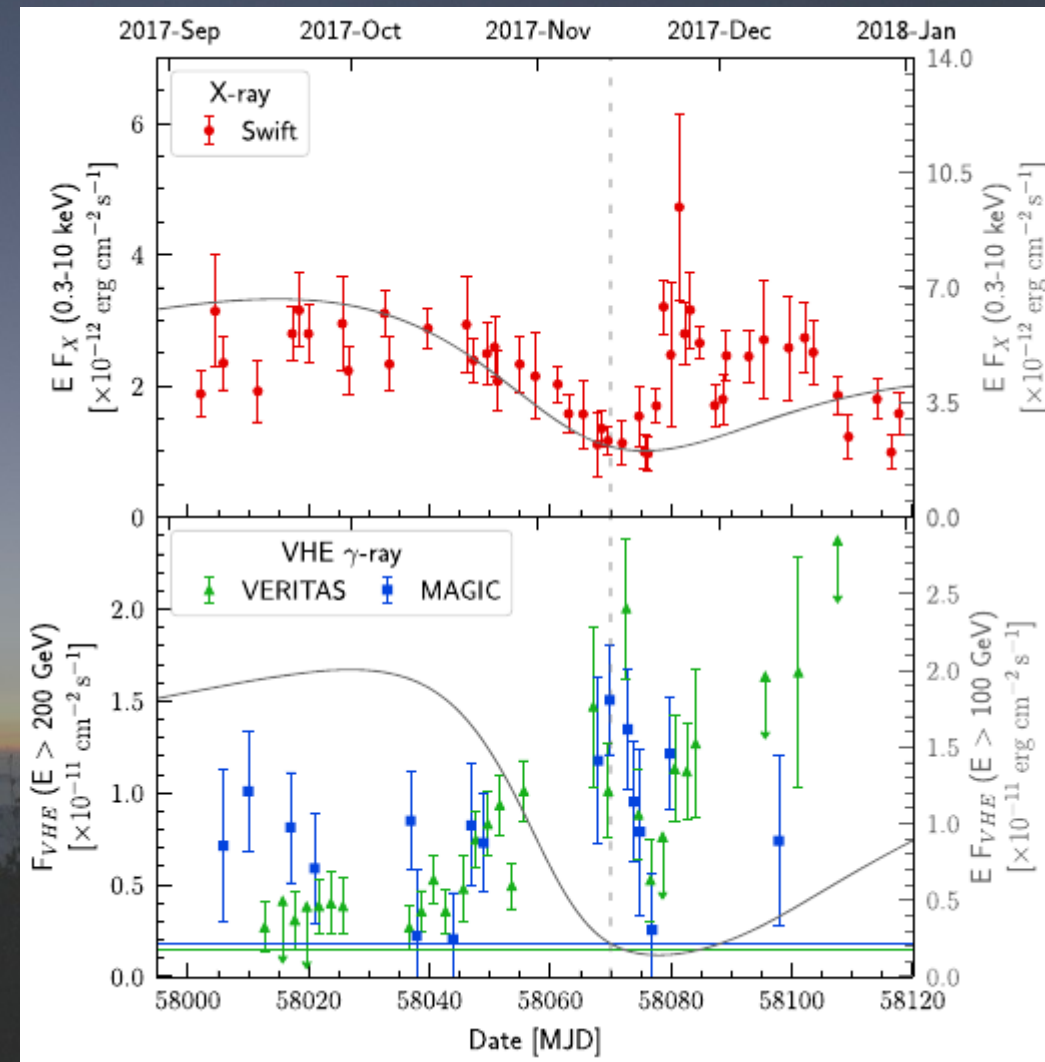 2017-Sep 2017-Oct 2017-Nov 2017-Dec 2018-Jan
X-ray
Swift
E F_X (0.3-10 keV)
[×10⁻¹² erg cm⁻² s⁻¹]
0
2
4
6
E F_X (0.3-10 keV)
[×10⁻¹² erg cm⁻² s⁻¹]
0.0
3.5
7.0
10.5
14.0
VHE γ-ray
VERITAS MAGIC
F_VHE (E > 200 GeV)
[×10⁻¹¹ cm⁻² s⁻¹]
0.0
0.5
1.0
1.5
2.0
E F_VHE (E > 100 GeV)
[×10⁻¹¹ erg cm⁻² s⁻¹]
0.0
0.5
1.0
1.5
2.0
2.5
58000 58020 58040 58060 58080 58100 58120
Date [MJD]